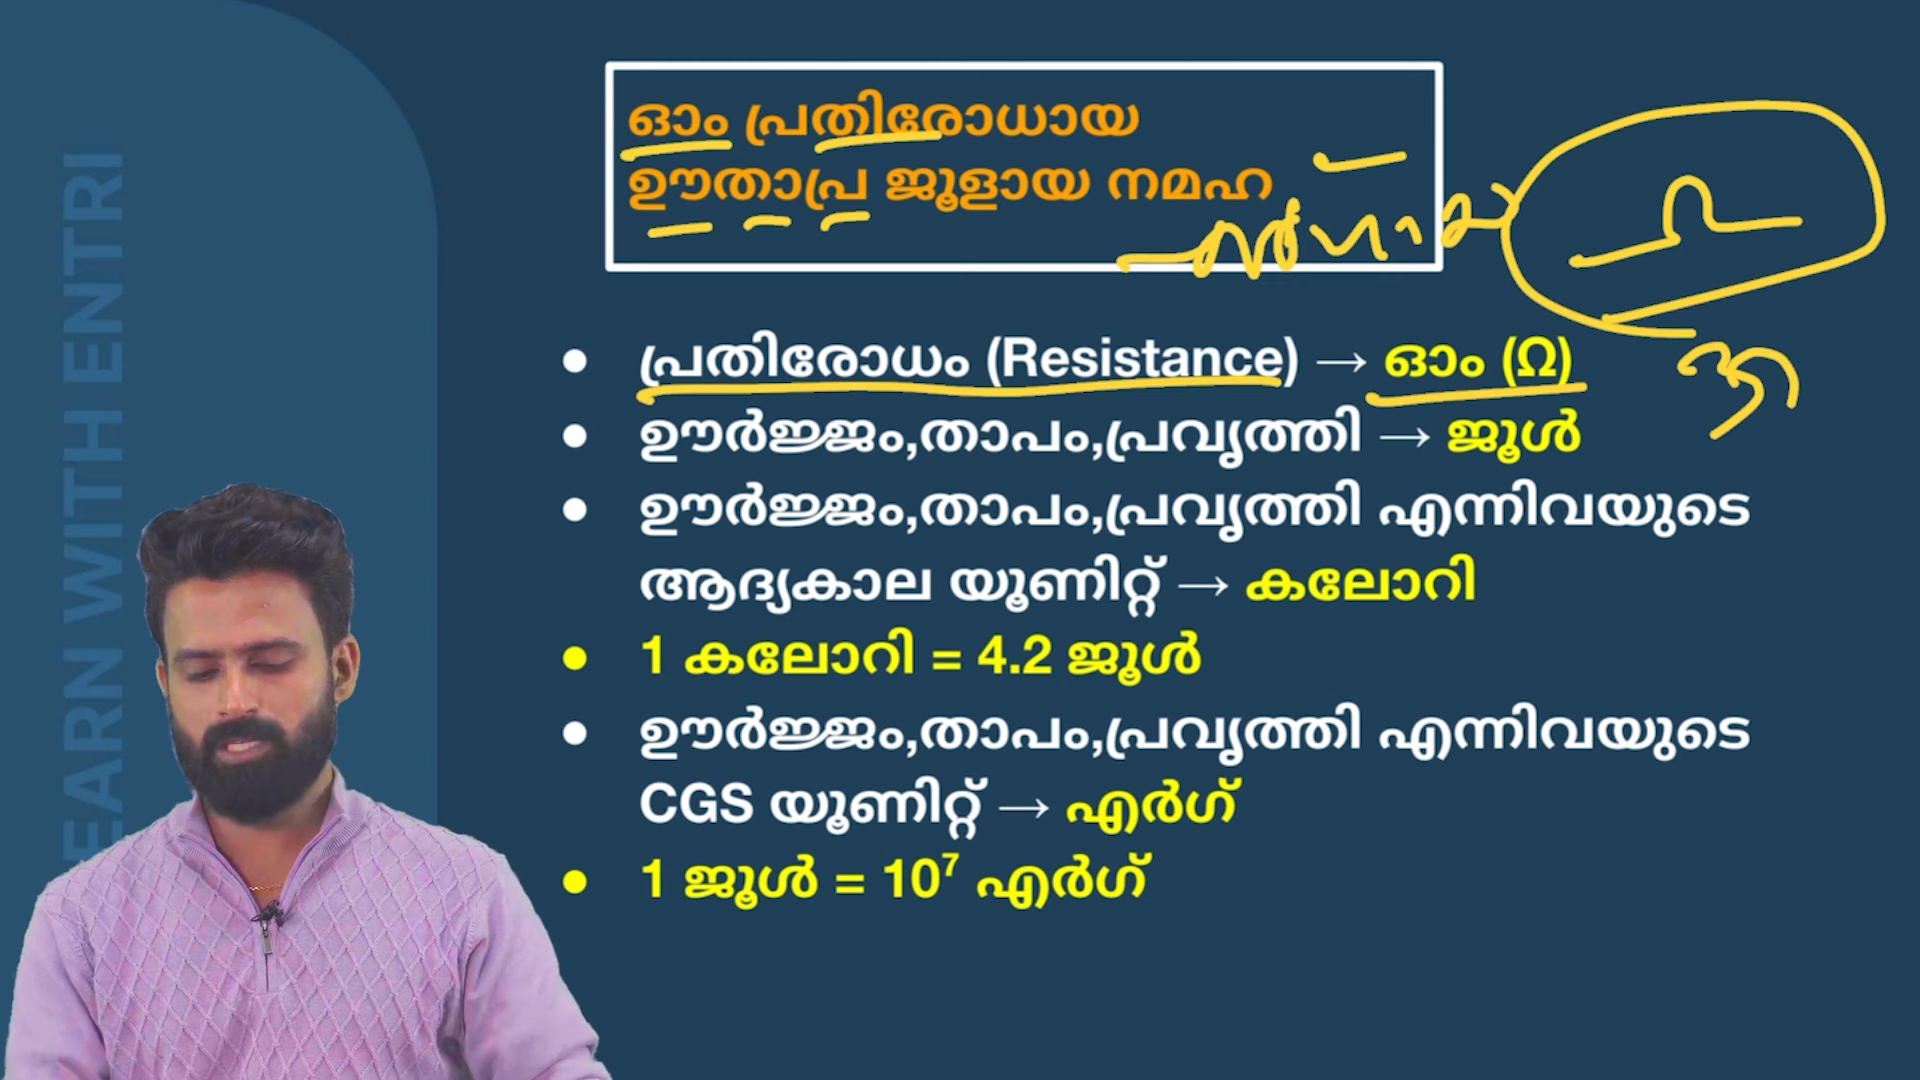 LEARN WITH ENTRI
ഓം പ്രതിരോധായ
ഊതാപ്ര ജൂളായ നമഹ
• പ്രതിരോധം (Resistance) → ഓം (Ω)
• ഊർജ്ജം,താപം,പ്രവൃത്തി → ജൂൾ
• ഊർജ്ജം,താപം,പ്രവൃത്തി എന്നിവയുടെ
ആദ്യകാല യൂണിറ്റ് → കലോറി
• 1 കലോറി = 4.2 ജൂൾ
• ഊർജ്ജം,താപം,പ്രവൃത്തി എന്നിവയുടെ
CGS യൂണിറ്റ് → എർഗ്
• 1 ജൂൾ = 10⁷ എർഗ്